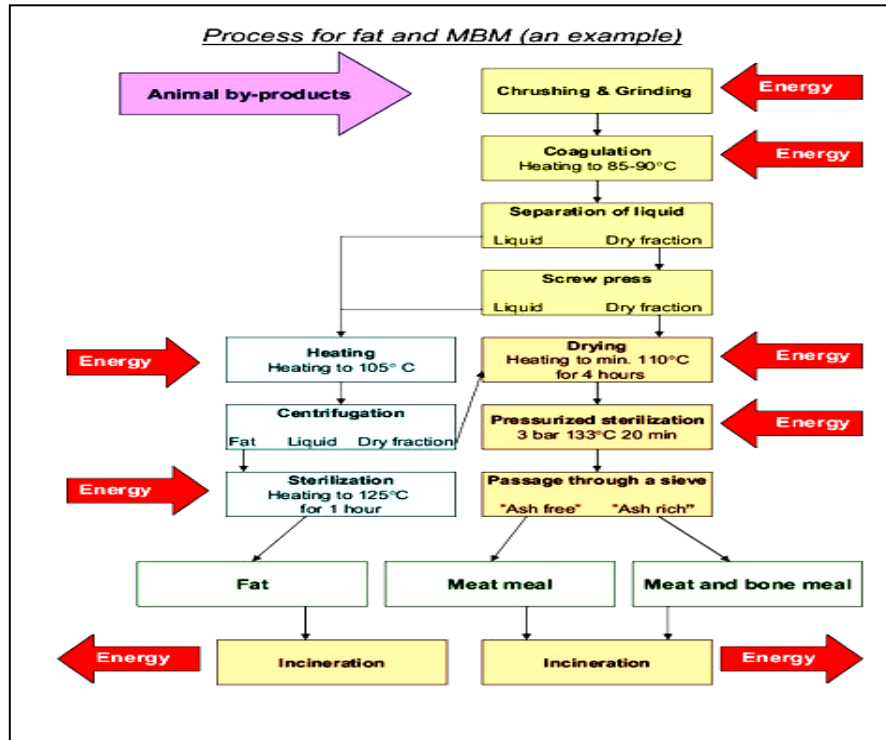 Process for fat and MBM (an example)
Animal by-products
Chrushing & Grinding
Energy
Coagulation
Heating to 85-90°C
Energy
Separation of liquid
Liquid Dry fraction
Screw press
Liquid Dry fraction
Energy
Heating
Heating to 105° C
Drying
Heating to min. 110°C
for 4 hours
Energy
Centrifugation
Fat Liquid Dry fraction
Pressurized sterilization
3 bar 133°C 20 min
Energy
Energy
Sterilization
Heating to 125°C
for 1 hour
Passage through a sieve
"Ash free" "Ash rich"
Fat
Meat meal
Meat and bone meal
Energy
Incineration
Incineration
Energy